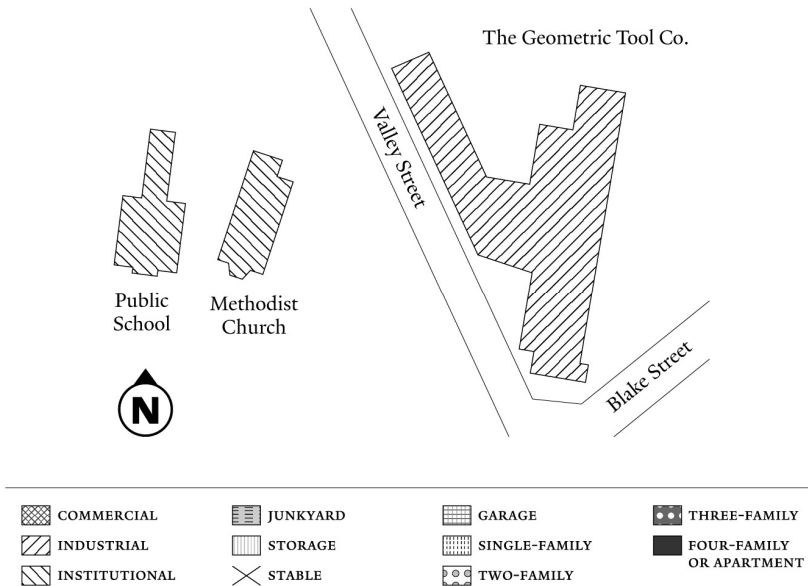 The Geometric Tool Co.
Valley Street
Public
School
Methodist
Church
Blake Street
N
COMMERCIAL
INDUSTRIAL
INSTITUTIONAL
JUNKYARD
STORAGE
STABLE
GARAGE
SINGLE-FAMILY
TWO-FAMILY
THREE-FAMILY
FOUR-FAMILY
OR APARTMENT